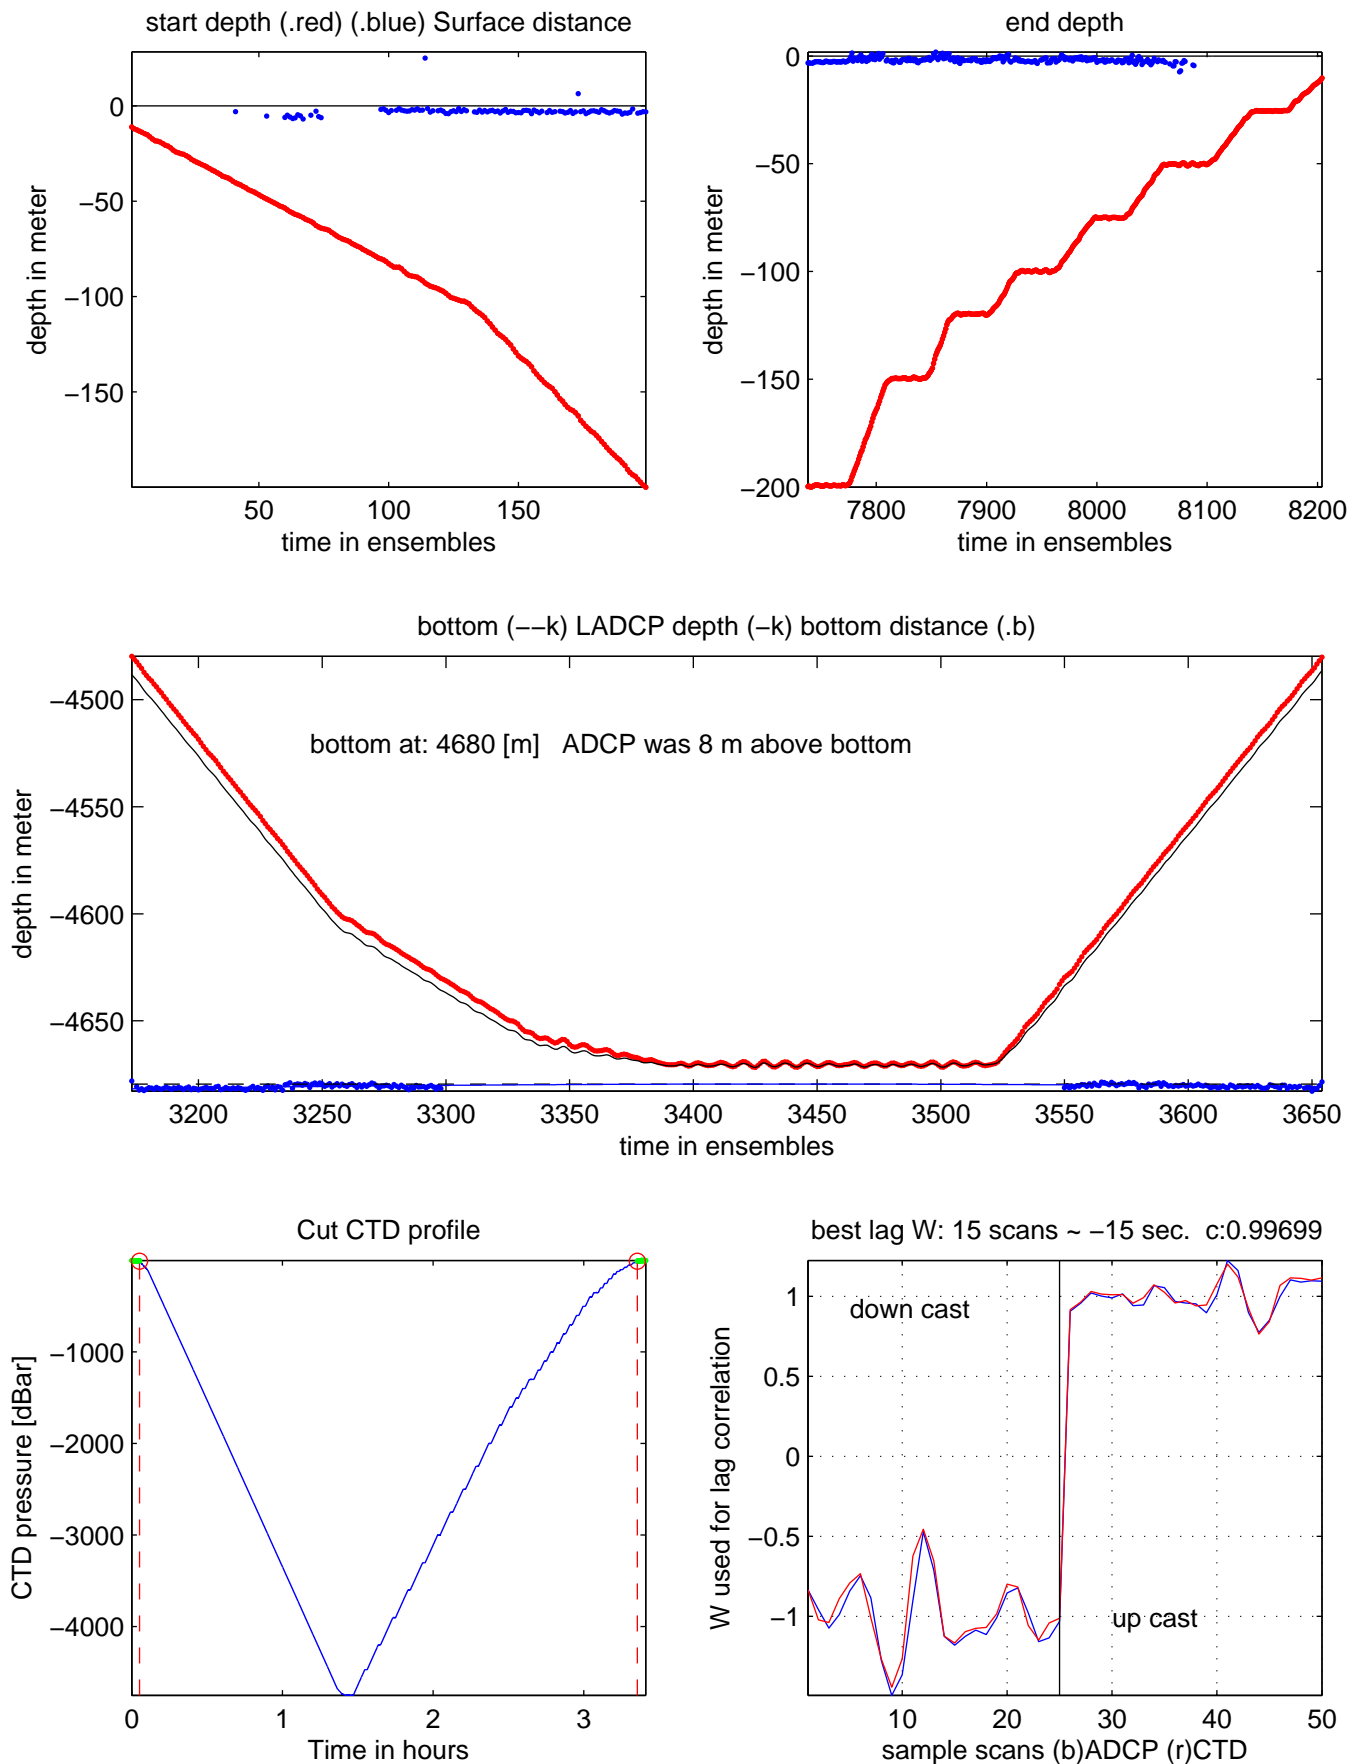 start depth (.red) (.blue) Surface distance
0
−50
−100
−150
depth in meter
50
100
150
time in ensembles
end depth
0
−50
−100
−150
−200
depth in meter
7800
7900
8000
8100
8200
time in ensembles
bottom (−−k) LADCP depth (−k) bottom distance (.b)
−4500
−4550
−4600
−4650
depth in meter
bottom at: 4680 [m]   ADCP was 8 m above bottom
3200
3250
3300
3350
3400
3450
3500
3550
3600
3650
time in ensembles
Cut CTD profile
−1000
−2000
−3000
−4000
CTD pressure [dBar]
0
1
2
3
Time in hours
best lag W: 15 scans ~ −15 sec.  c:0.99699
1
0.5
0
−0.5
−1
W used for lag correlation
down cast
up cast
10
20
30
40
50
sample scans (b)ADCP (r)CTD